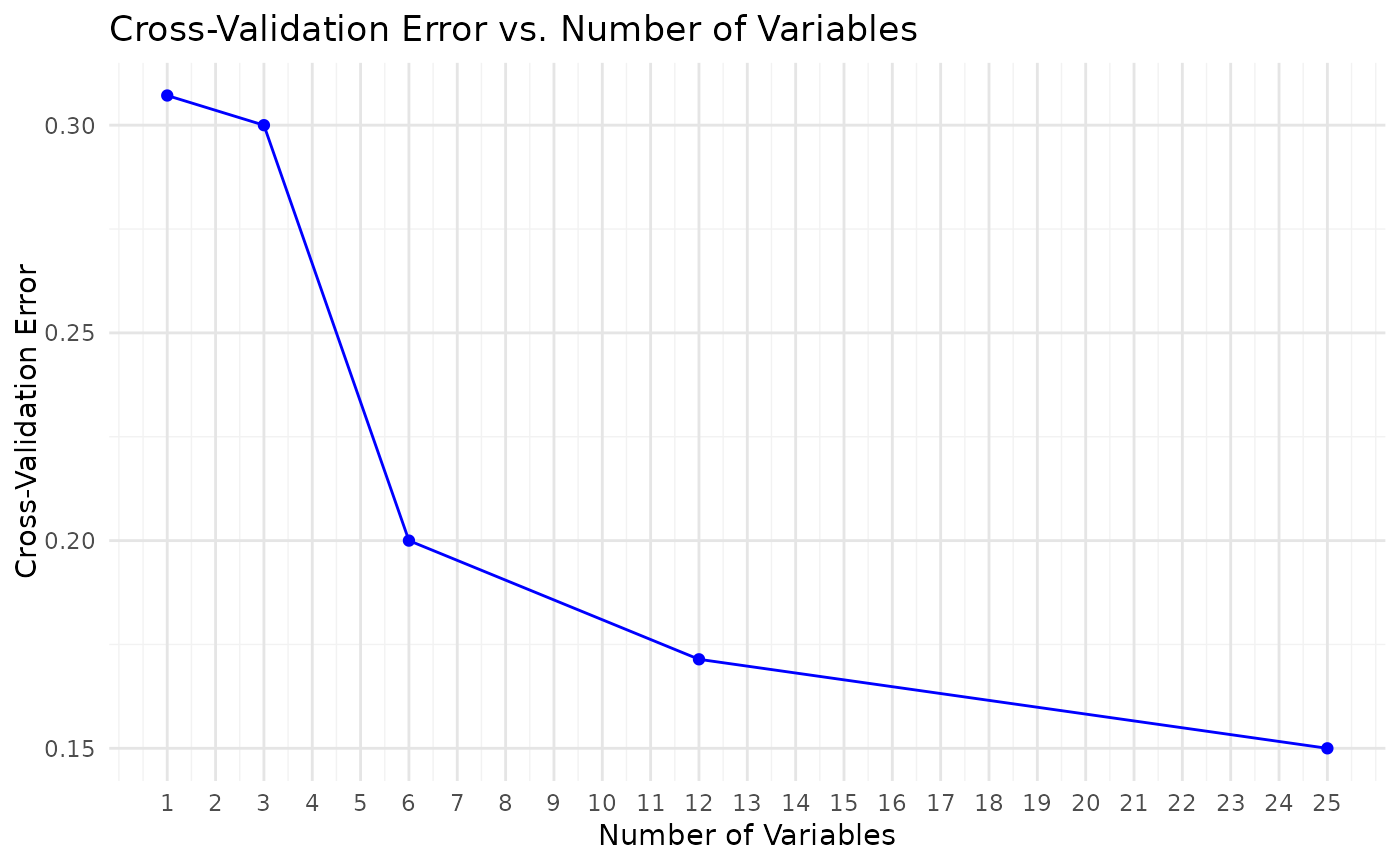 Cross-Validation Error vs. Number of Variables
Cross-Validation Error
0.30
0.25
0.20
0.15
1 2 3 4 5 6 7 8 9 10 11 12 13 14 15 16 17 18 19 20 21 22 23 24 25
Number of Variables